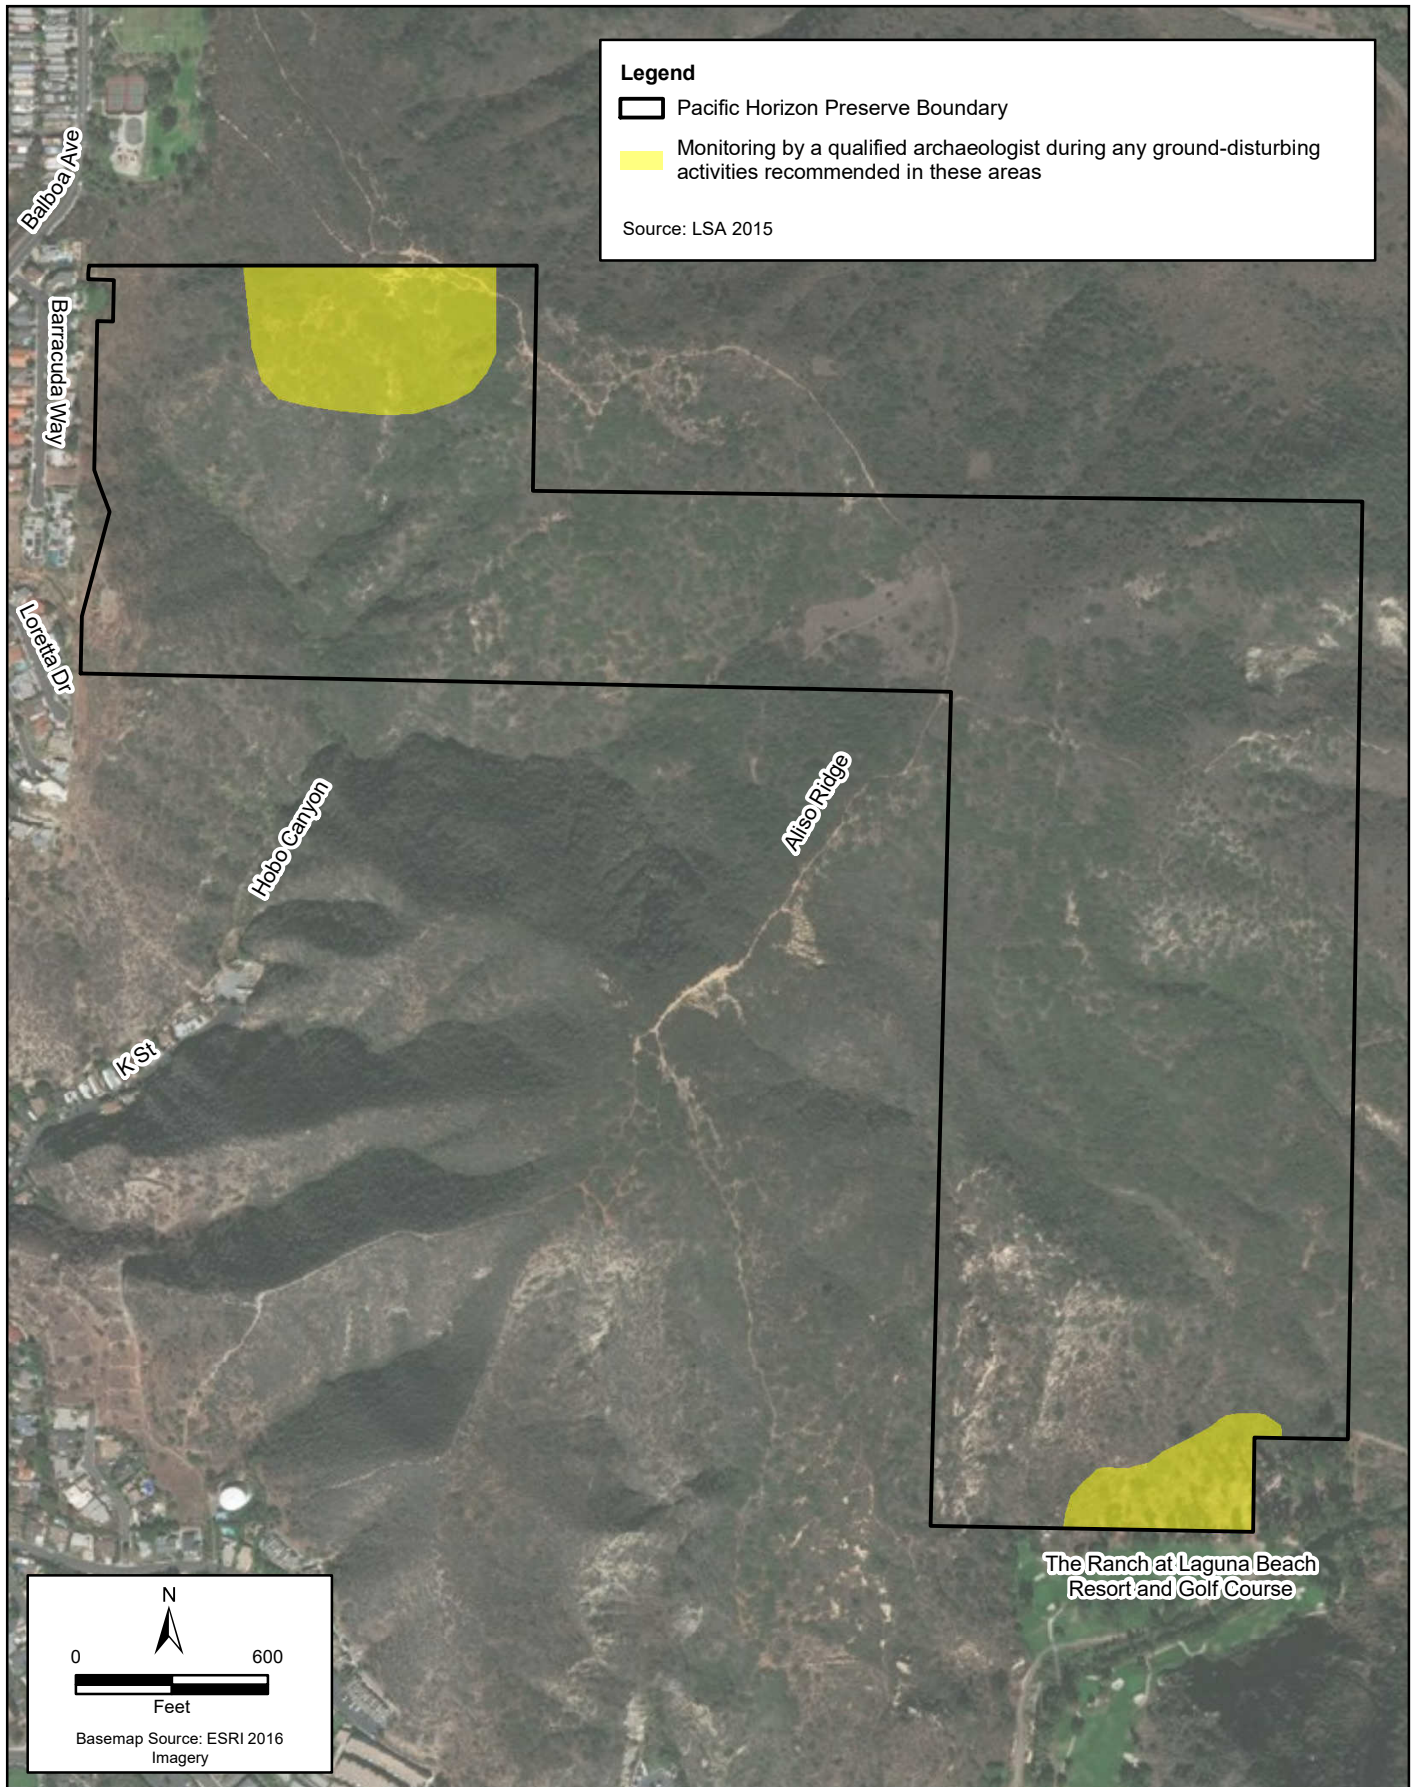 Legend
Pacific Horizon Preserve Boundary
Monitoring by a qualified archaeologist during any ground-disturbing
activities recommended in these areas
Source: LSA 2015
Balboa Ave
Barracuda Way
Loretta Dr
Hobo Canyon
Aliso Ridge
K St
The Ranch at Laguna Beach
Resort and Golf Course
N
0 600
Feet
Basemap Source: ESRI 2016
Imagery